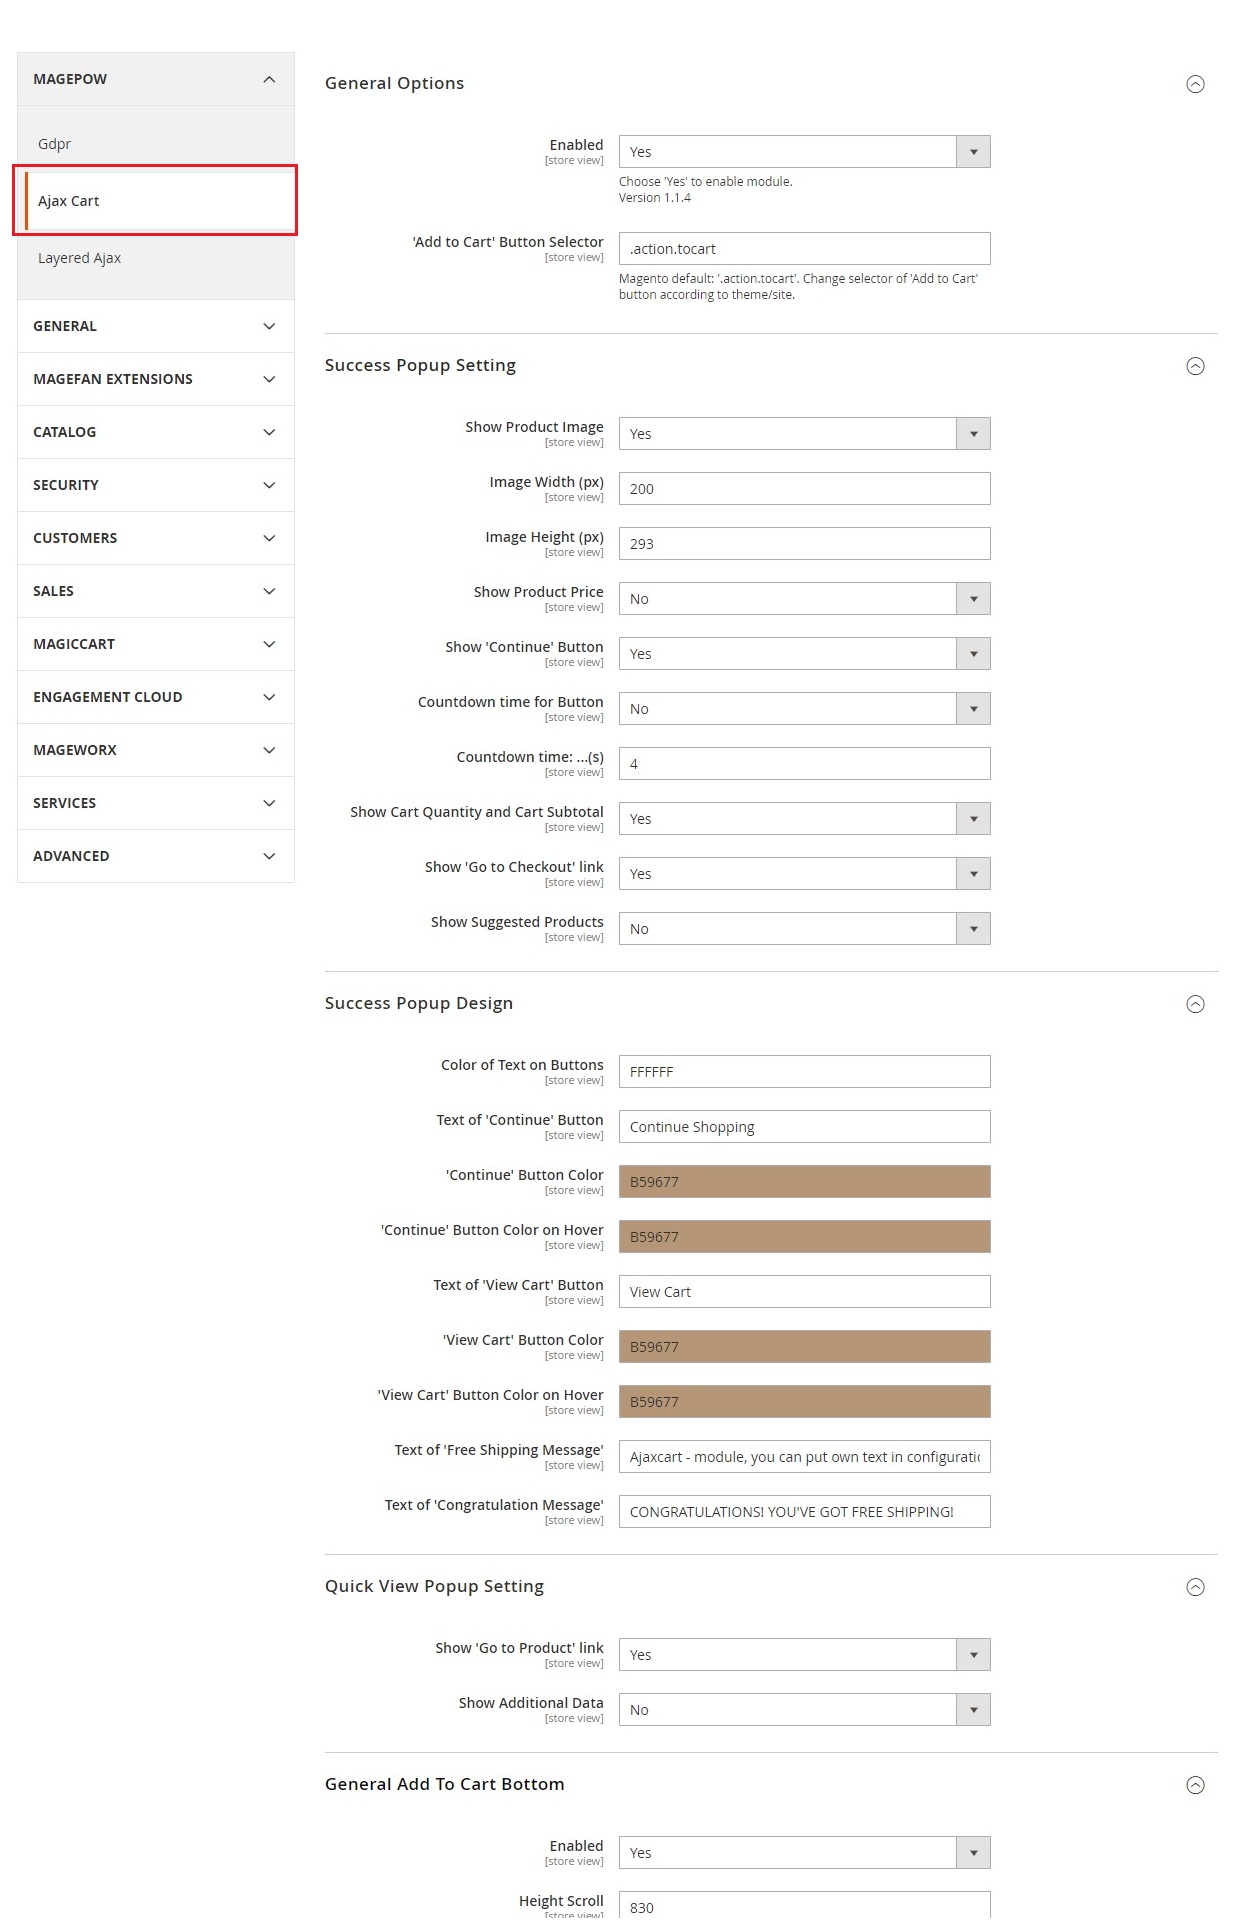 MAGEPOW
Gdpr
Ajax Cart
Layered Ajax
GENERAL
MAGEFAN EXTENSIONS
CATALOG
SECURITY
CUSTOMERS
SALES
MAGICCART
ENGAGEMENT CLOUD
MAGEWORX
SERVICES
ADVANCED
General Options
Enabled
[store view]
Yes
Choose 'Yes' to enable module.
Version 1.1.4
'Add to Cart' Button Selector
[store view]
.action.tocart
Magento default: '.action.tocart'. Change selector of 'Add to Cart'
button according to theme/site.
Success Popup Setting
Show Product Image
[store view]
Yes
Image Width (px)
[store view]
200
Image Height (px)
[store view]
293
Show Product Price
[store view]
No
Show 'Continue' Button
[store view]
Yes
Countdown time for Button
[store view]
No
Countdown time: ...(s)
[store view]
4
Show Cart Quantity and Cart Subtotal
[store view]
Yes
Show 'Go to Checkout' link
[store view]
Yes
Show Suggested Products
[store view]
No
Success Popup Design
Color of Text on Buttons
[store view]
FFFFFF
Text of 'Continue' Button
[store view]
Continue Shopping
'Continue' Button Color
[store view]
B59677
'Continue' Button Color on Hover
[store view]
B59677
Text of 'View Cart' Button
[store view]
View Cart
'View Cart' Button Color
[store view]
B59677
'View Cart' Button Color on Hover
[store view]
B59677
Text of 'Free Shipping Message'
[store view]
Ajaxcart - module, you can put own text in configuratio
Text of 'Congratulation Message'
[store view]
CONGRATULATIONS! YOU'VE GOT FREE SHIPPING!
Quick View Popup Setting
Show 'Go to Product' link
[store view]
Yes
Show Additional Data
[store view]
No
General Add To Cart Bottom
Enabled
[store view]
Yes
Height Scroll
[store view]
830